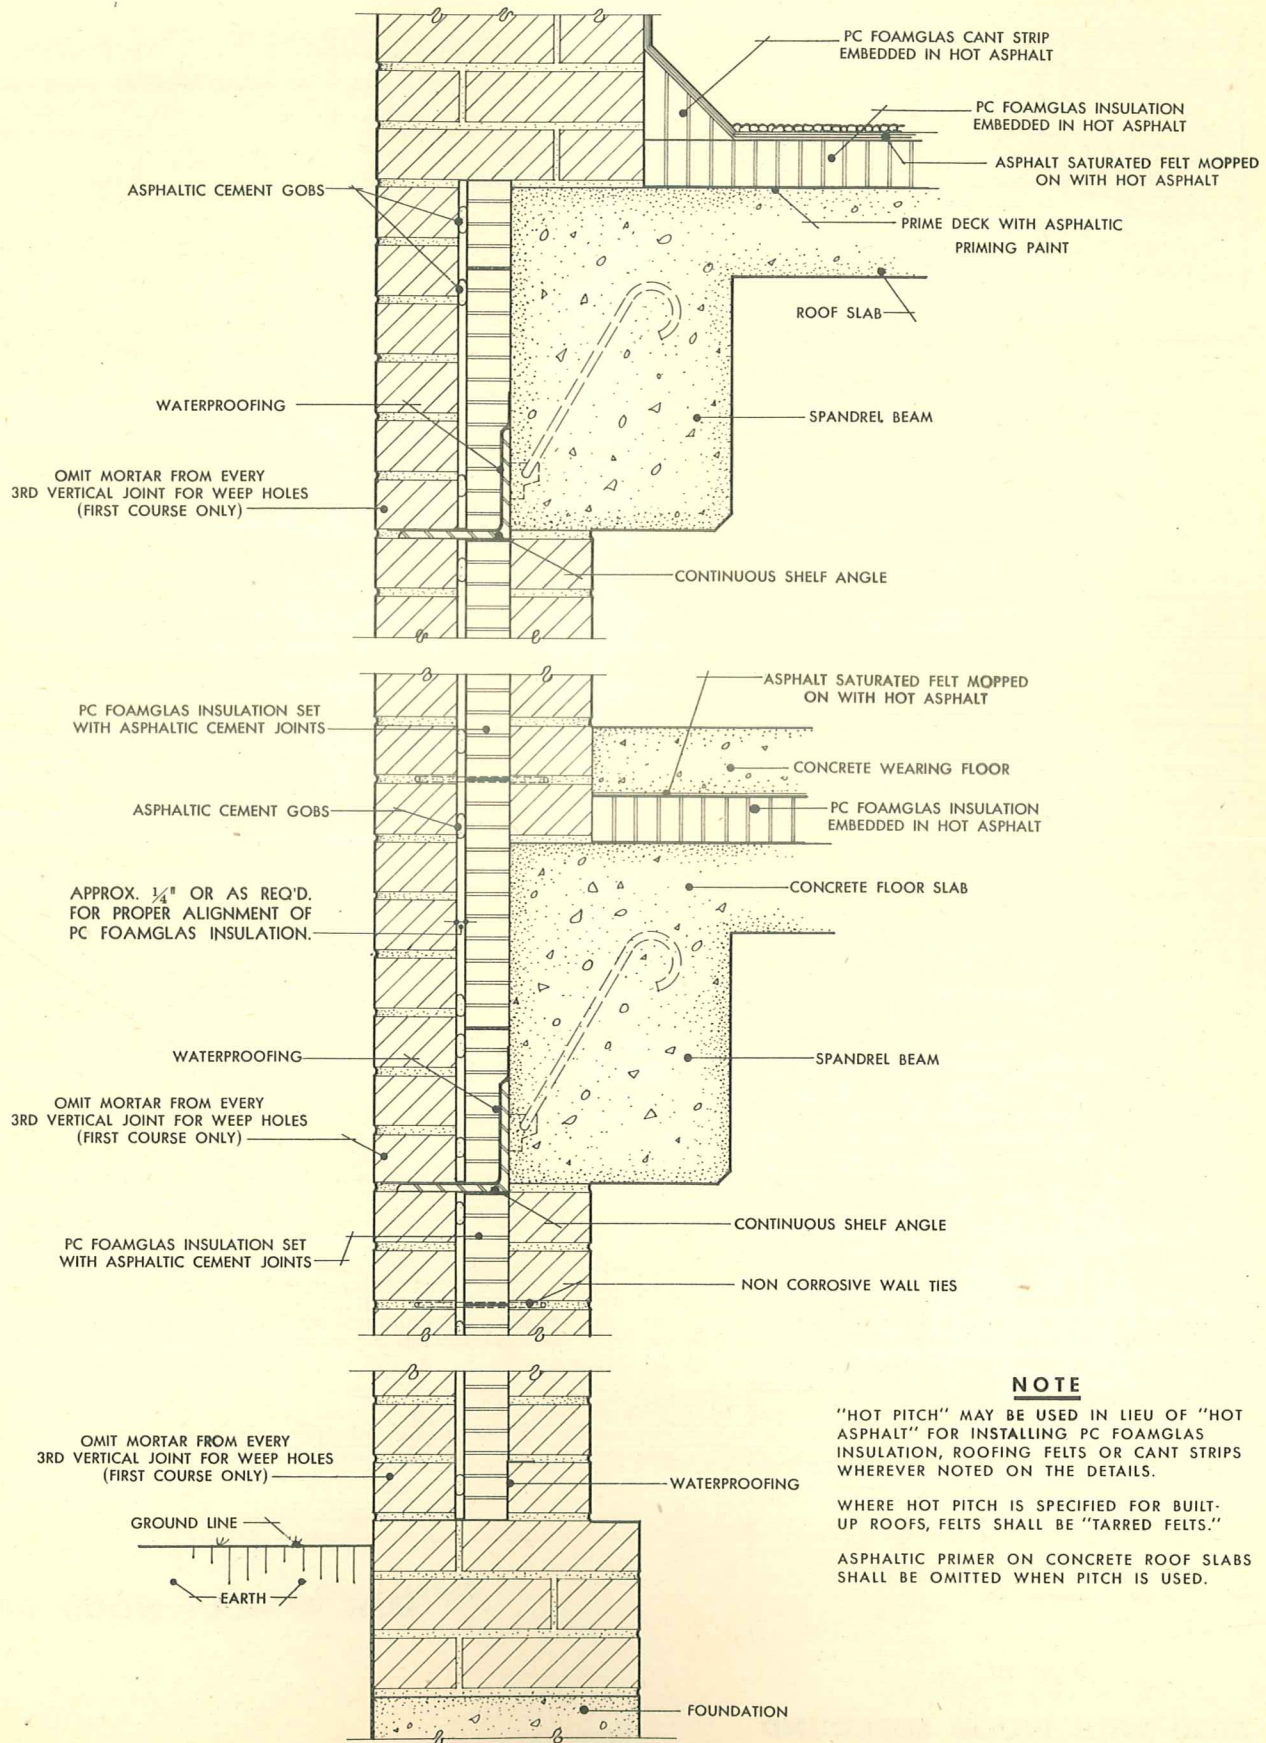 PC FOAMGLAS CANT STRIP
EMBEDDED IN HOT ASPHALT
PC FOAMGLAS INSULATION
EMBEDDED IN HOT ASPHALT
ASPHALT SATURATED FELT MOPPED
ON WITH HOT ASPHALT
ASPHALTIC CEMENT GOBS
PRIME DECK WITH ASPHALTIC
PRIMING PAINT
ROOF SLAB
WATERPROOFING
SPANDREL BEAM
OMIT MORTAR FROM EVERY
3RD VERTICAL JOINT FOR WEEP HOLES
(FIRST COURSE ONLY)
CONTINUOUS SHELF ANGLE
ASPHALT SATURATED FELT MOPPED
ON WITH HOT ASPHALT
PC FOAMGLAS INSULATION SET
WITH ASPHALTIC CEMENT JOINTS
CONCRETE WEARING FLOOR
ASPHALTIC CEMENT GOBS
PC FOAMGLAS INSULATION
EMBEDDED IN HOT ASPHALT
APPROX. 1/4" OR AS REQ'D.
FOR PROPER ALIGNMENT OF
PC FOAMGLAS INSULATION.
CONCRETE FLOOR SLAB
WATERPROOFING
SPANDREL BEAM
OMIT MORTAR FROM EVERY
3RD VERTICAL JOINT FOR WEEP HOLES
(FIRST COURSE ONLY)
CONTINUOUS SHELF ANGLE
PC FOAMGLAS INSULATION SET
WITH ASPHALTIC CEMENT JOINTS
NON CORROSIVE WALL TIES
OMIT MORTAR FROM EVERY
3RD VERTICAL JOINT FOR WEEP HOLES
(FIRST COURSE ONLY)
WATERPROOFING
GROUND LINE
EARTH
FOUNDATION
NOTE
"HOT PITCH" MAY BE USED IN LIEU OF "HOT
ASPHALT" FOR INSTALLING PC FOAMGLAS
INSULATION, ROOFING FELTS OR CANT STRIPS
WHEREVER NOTED ON THE DETAILS.
WHERE HOT PITCH IS SPECIFIED FOR BUILT-
UP ROOFS, FELTS SHALL BE "TARRED FELTS."
ASPHALTIC PRIMER ON CONCRETE ROOF SLABS
SHALL BE OMITTED WHEN PITCH IS USED.